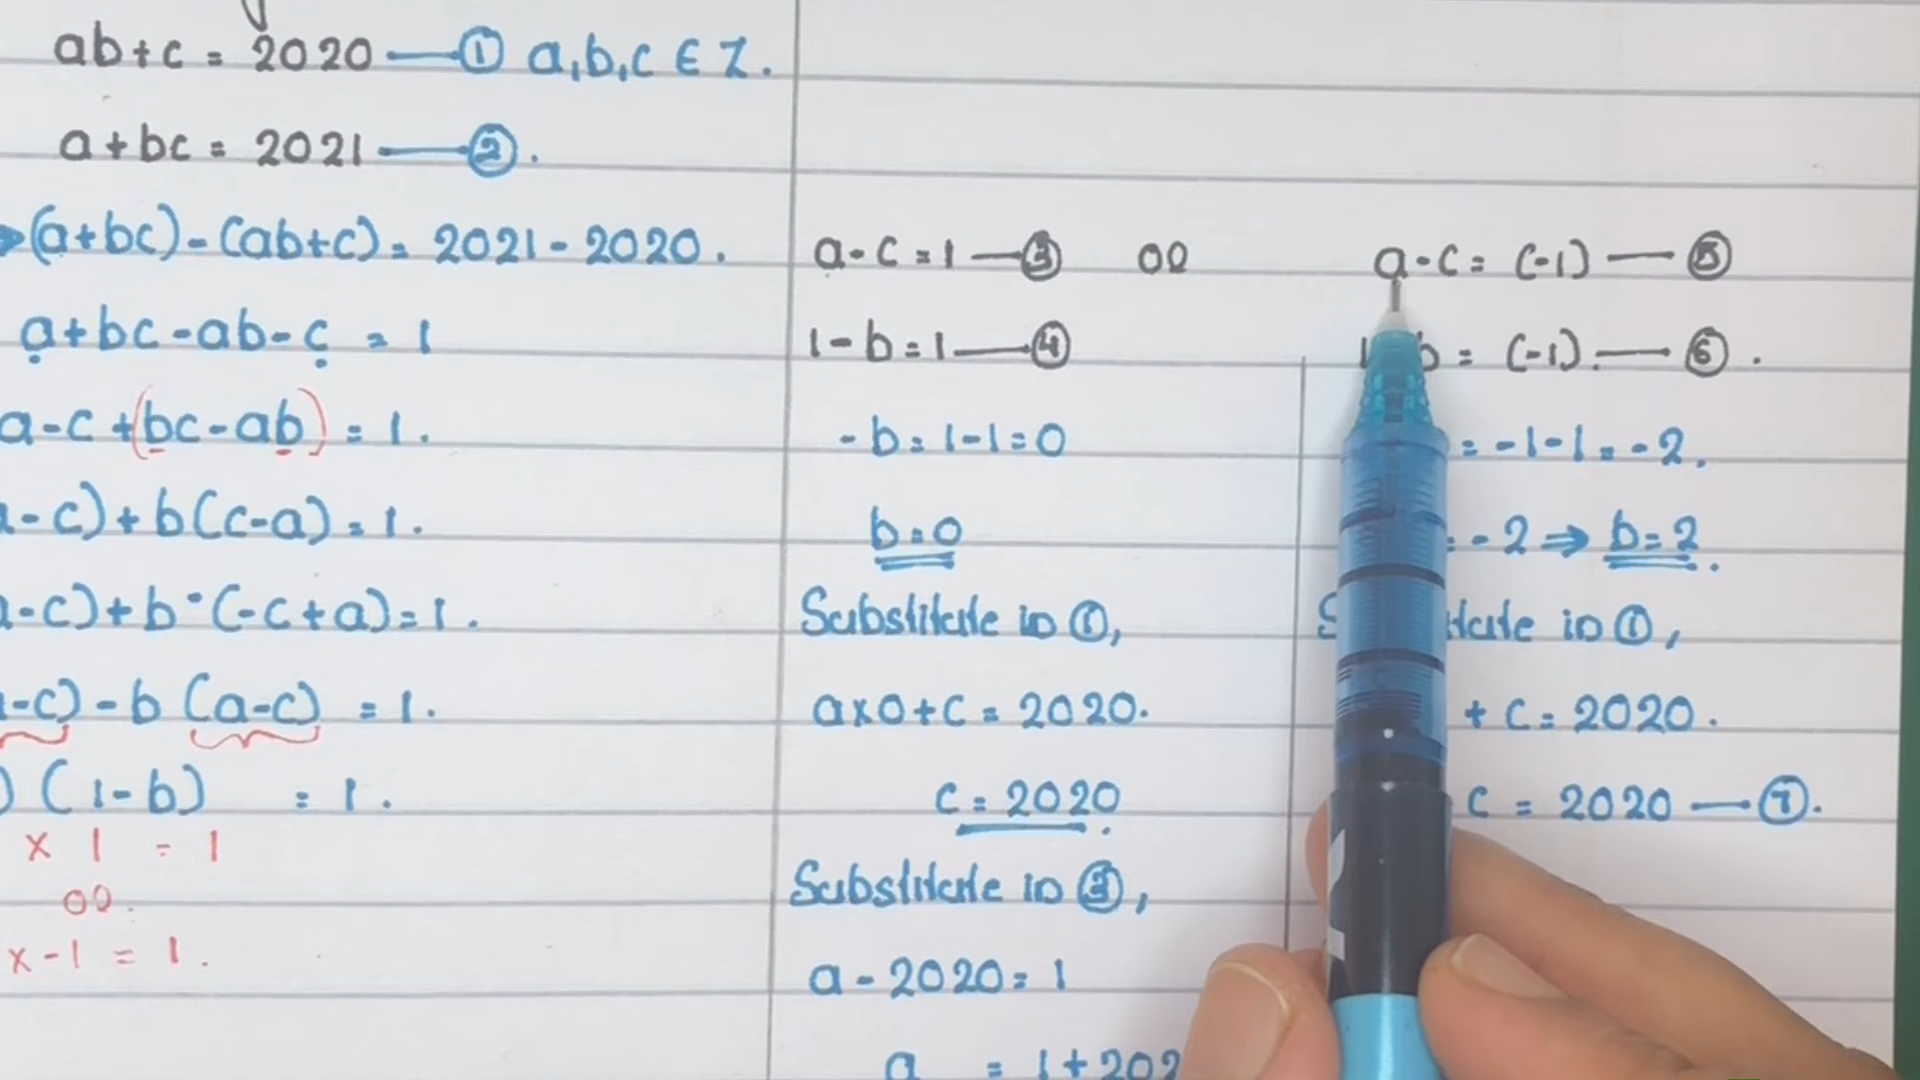 ab+c = 2020 — ① a,b,c ∈ Z.
a+bc = 2021 — ②.
(a+bc)-(ab+c) = 2021-2020.
a+bc-ab-c = 1
a-c+(bc-ab) = 1.
-c)+b(c-a) = 1.
-c)+b·(-c+a) = 1.
-c)-b(a-c) = 1.
)(1-b) = 1.
x 1 = 1
OR.
x-1 = 1.
a-c = 1 — ③ OR
1-b = 1 — ④
-b = 1-1 = 0
b = 0
Substitute in ①,
ax0+c = 2020.
c = 2020.
Substitute in ③,
a-2020 = 1
a = 1+202
a-c = (-1) — ⑤
b = (-1). — ⑥.
= -1-1 = -2.
= -2 ⇒ b = 2.
in ①,
+c = 2020.
c = 2020 — ⑦.